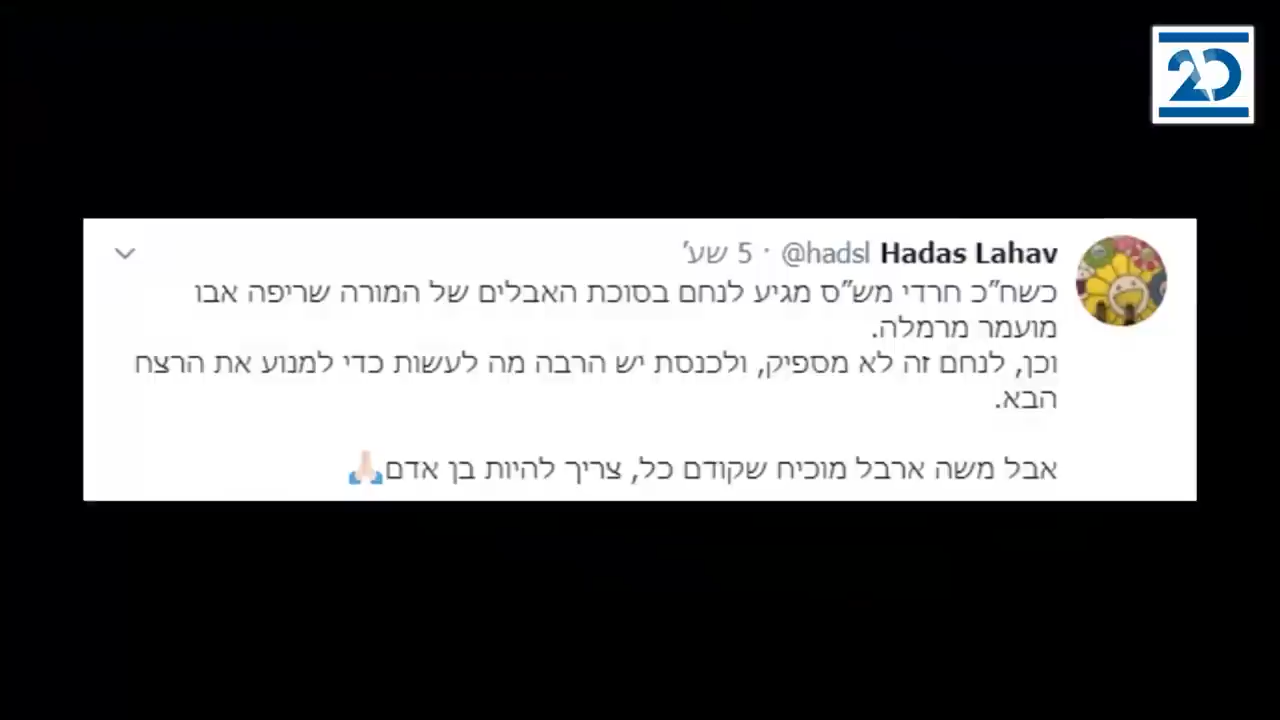 20
Hadas Lahav @hadsl · 5 שע'
כשח"כ חרדי מש"ס מגיע לנחם בסוכת האבלים של המורה שריפה אבו
מועמר מרמלה.
וכן, לנחם זה לא מספיק, ולכנסת יש הרבה מה לעשות כדי למנוע את הרצח
הבא.
אבל משה ארבל מוכיח שקודם כל, צריך להיות בן אדם🙏🏻